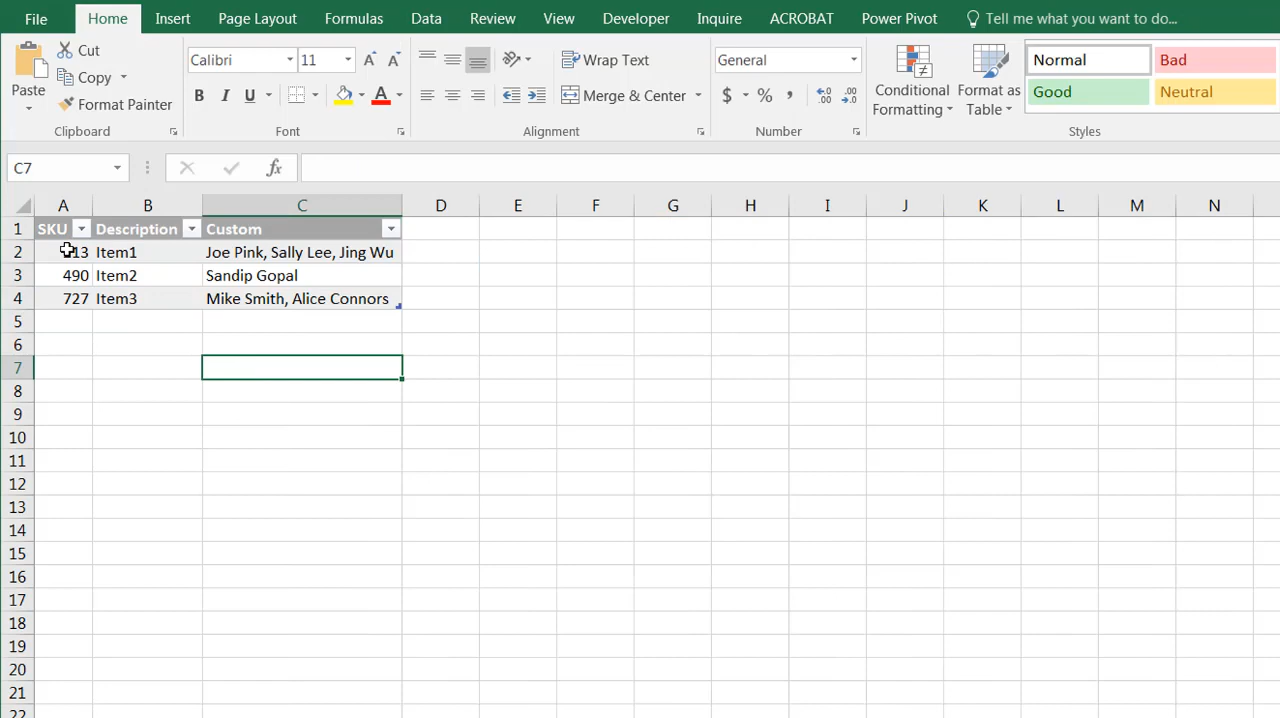 File Home Insert Page Layout Formulas Data Review View Developer Inquire ACROBAT Power Pivot Tell me what you want to do...
Paste
Cut
Copy
Format Painter
Clipboard
Calibri 11 A A
B I U A
Font
Wrap Text
Merge & Center
Alignment
General
$ % , .00 .0
Number
Conditional Formatting
Format as Table
Normal Bad
Good Neutral
Styles
C7 fx
A B C D E F G H I J K L M N
1 SKU Description Custom
2 13 Item1 Joe Pink, Sally Lee, Jing Wu
3 490 Item2 Sandip Gopal
4 727 Item3 Mike Smith, Alice Connors
5
6
7
8
9
10
11
12
13
14
15
16
17
18
19
20
21
22